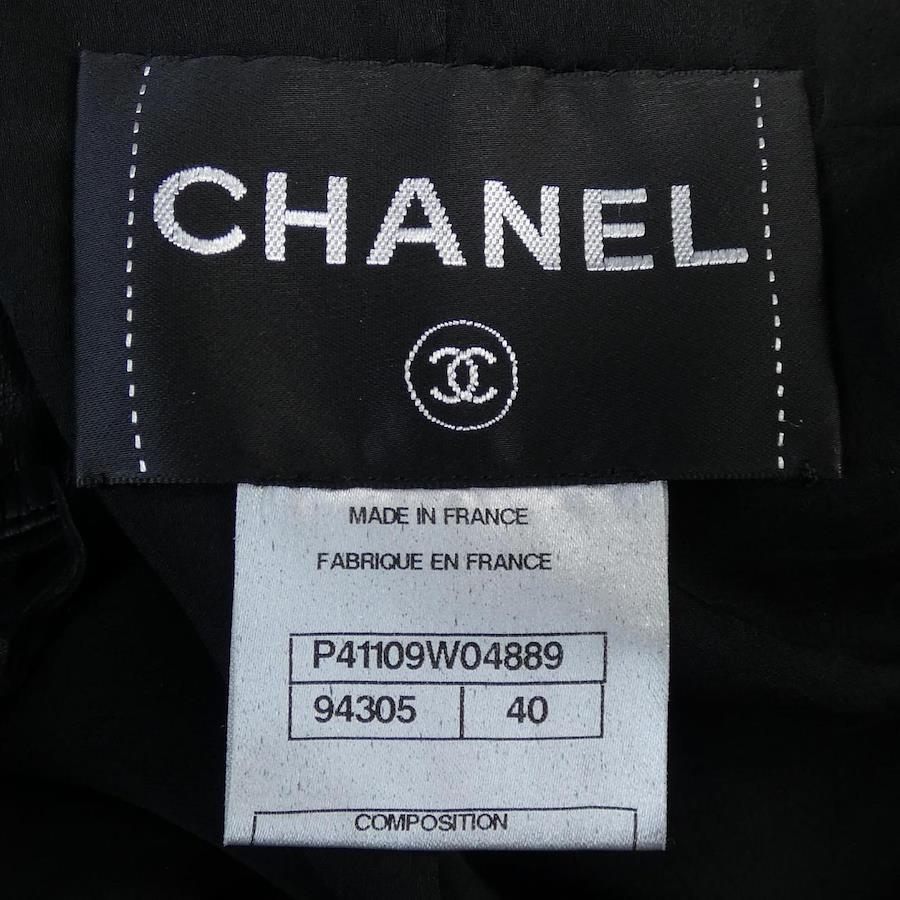 CHANEL
MADE IN FRANCE
FABRIQUE EN FRANCE
P41109W04889
94305 40
COMPOSITION